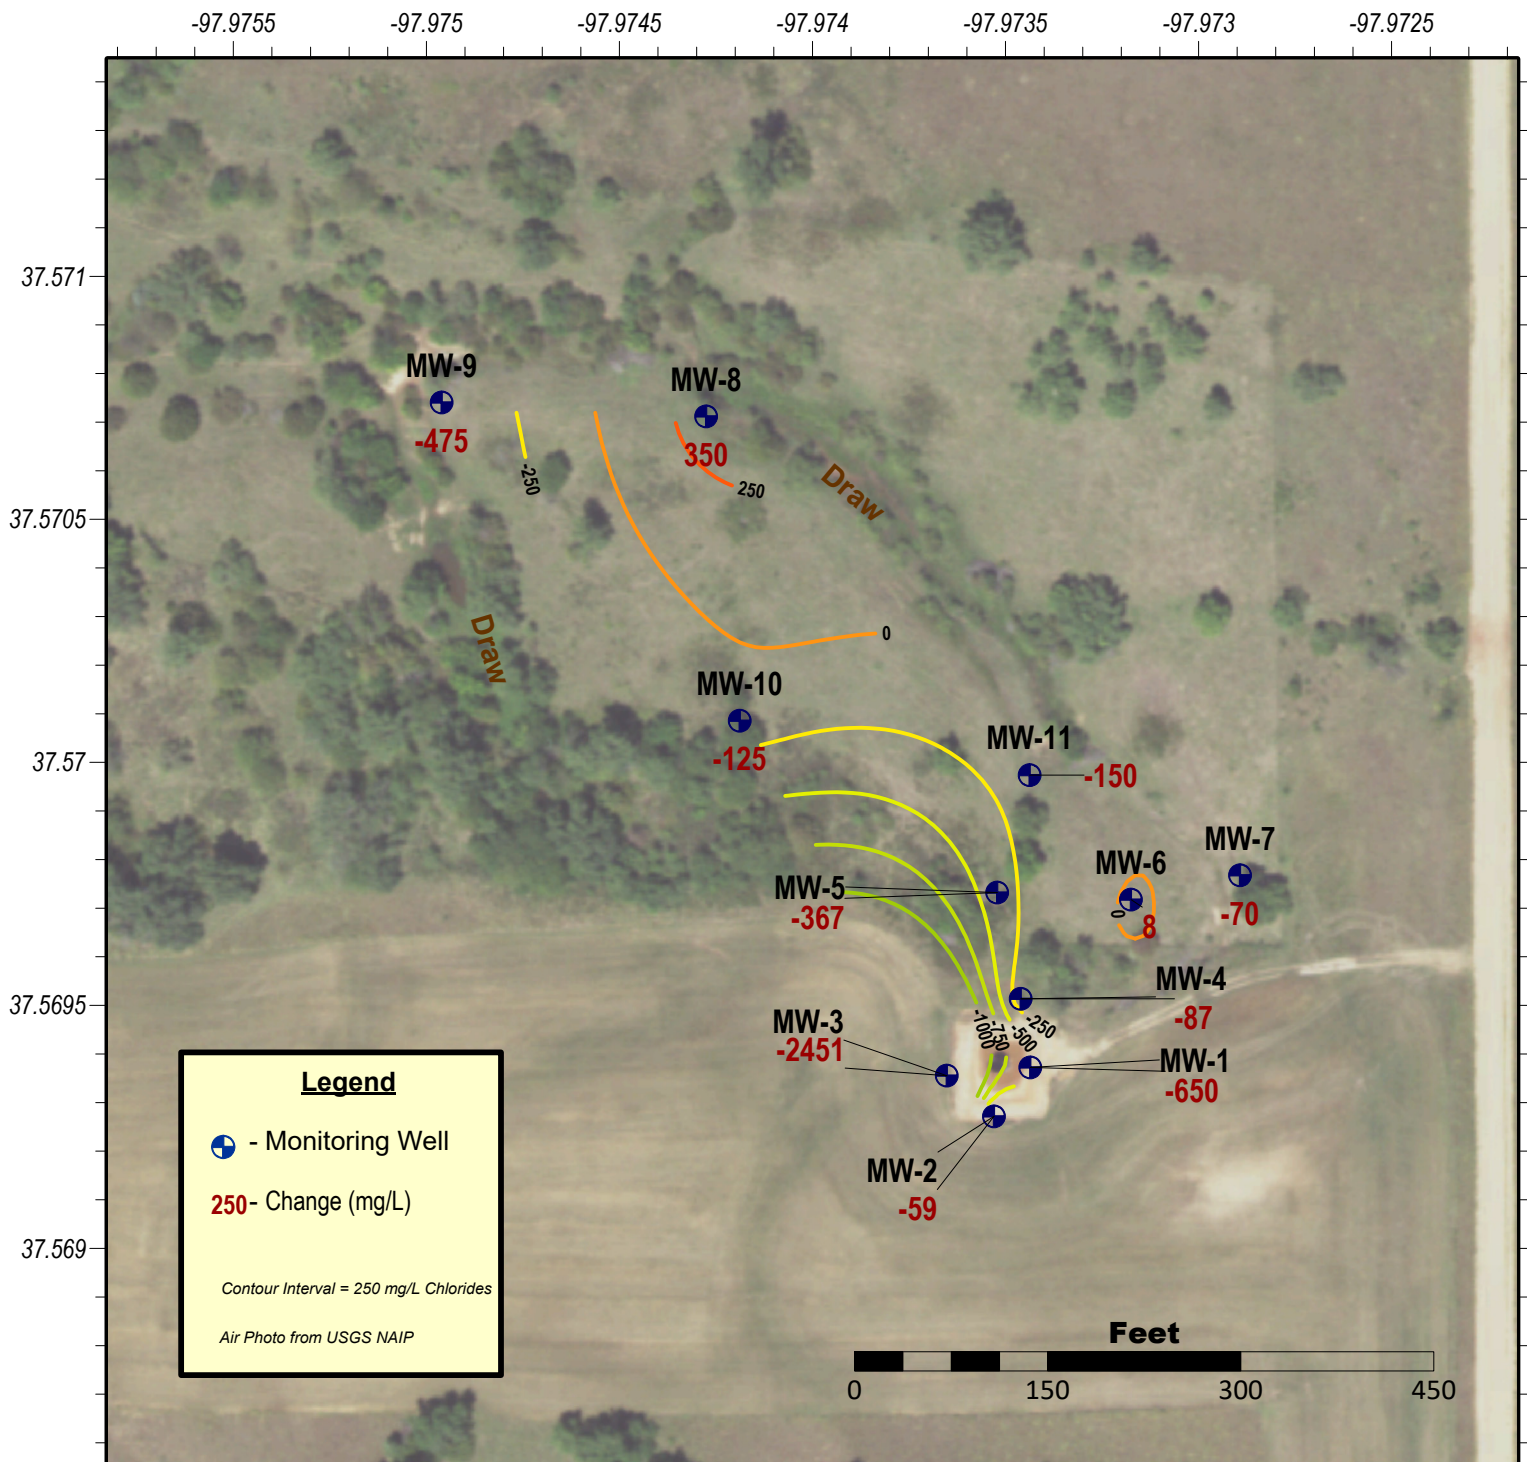 -97.9755 -97.975 -97.9745 -97.974 -97.9735 -97.973 -97.9725
37.571
37.5705
37.57
37.5695
37.569
MW-9
-475
MW-8
350
-250
250
Draw
Draw
0
MW-10
-125
MW-11
-150
MW-7
-70
MW-6
0
8
MW-5
-367
MW-4
-87
MW-3
-2451
-1000
-750
-500
-250
MW-1
-650
MW-2
-59
Legend
- Monitoring Well
250- Change (mg/L)
Contour Interval = 250 mg/L Chlorides
Air Photo from USGS NAIP
Feet
0 150 300 450